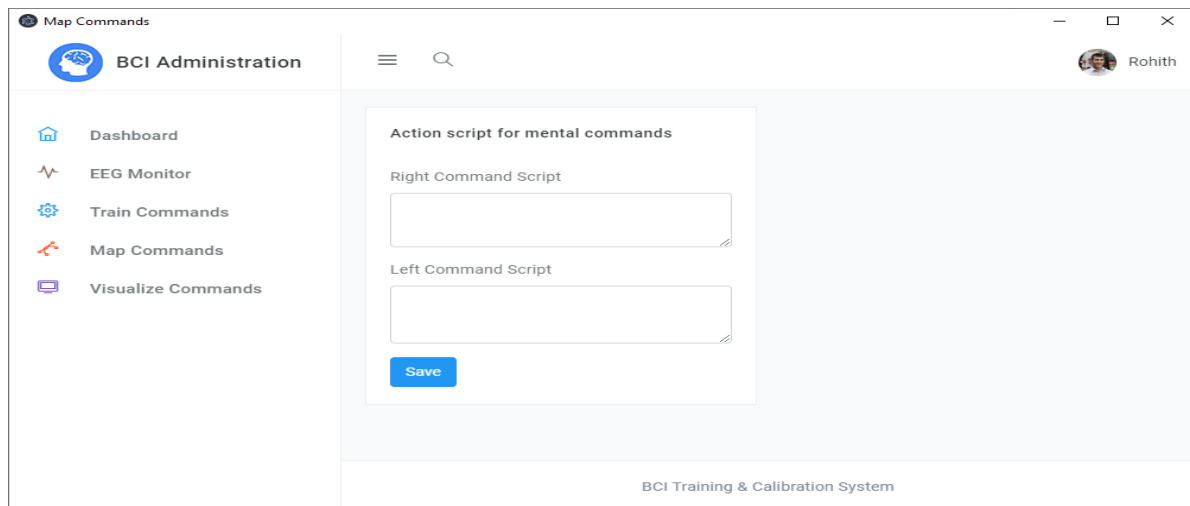 Map Commands
BCI Administration
Rohith
Dashboard
EEG Monitor
Train Commands
Map Commands
Visualize Commands
Action script for mental commands
Right Command Script
Left Command Script
Save
BCI Training & Calibration System